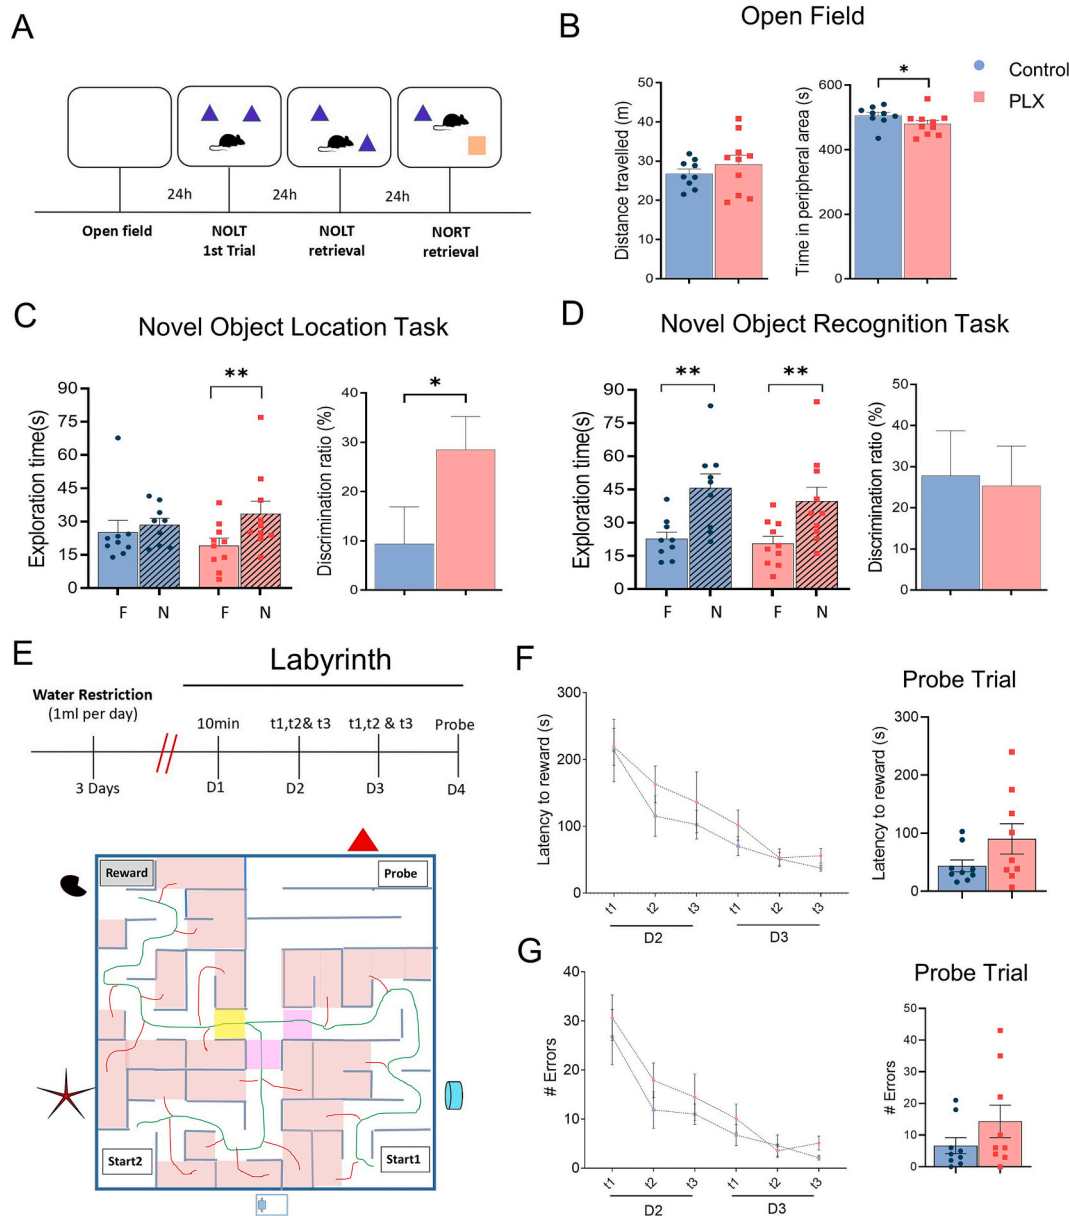 A
24h
24h
24h
Open field
NOLT
1st Trial
NOLT
retrieval
NORT
retrieval
B
Open Field
Distance travelled (m)
50
40
30
20
10
0
Time in peripheral area (s)
600
400
200
0
*
Control
PLX
C
Novel Object Location Task
Exploration time(s)
90
75
60
45
30
15
0
**
F
N
F
N
Discrimination ratio (%)
40
30
20
10
0
*
D
Novel Object Recognition Task
Exploration time(s)
90
75
60
45
30
15
0
**
**
F
N
F
N
Discrimination ratio (%)
50
40
30
20
10
0
E
Labyrinth
Water Restriction
(1ml per day)
10min
t1,t2& t3
t1,t2 & t3
Probe
3 Days
D1
D2
D3
D4
Reward
Probe
Start2
Start1
F
Latency to reward (s)
300
200
100
0
t1
t2
t3
t1
t2
t3
D2
D3
Probe Trial
Latency to reward (s)
300
200
100
0
G
# Errors
40
30
20
10
0
t1
t2
t3
t1
t2
t3
D2
D3
Probe Trial
# Errors
50
40
30
20
10
0